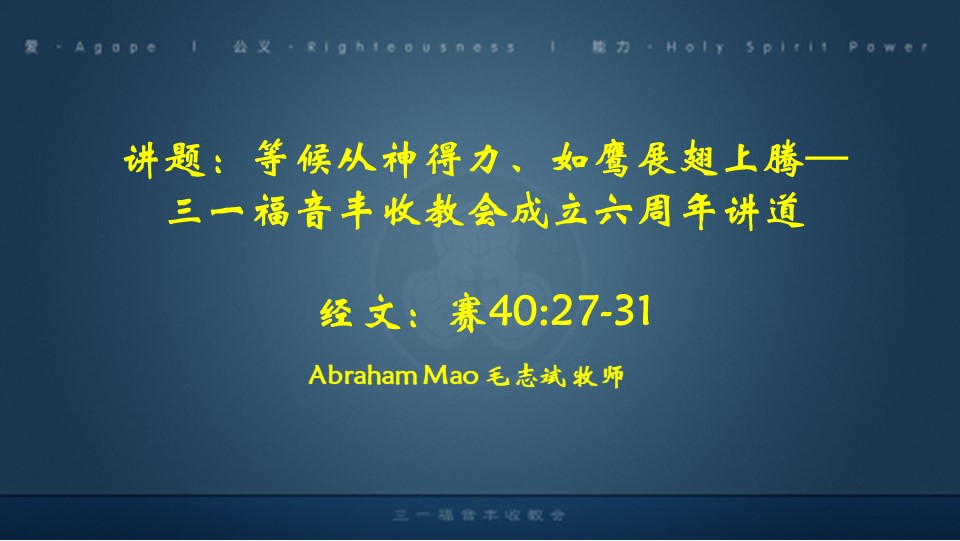 爱 · Agape | 公义 · Righteousness | 能力 · Holy Spirit Power
讲题：等候从神得力、如鹰展翅上腾—
三一福音丰收教会成立六周年讲道
经文：赛40:27-31
Abraham Mao 毛志斌牧师
三一福音丰收教会